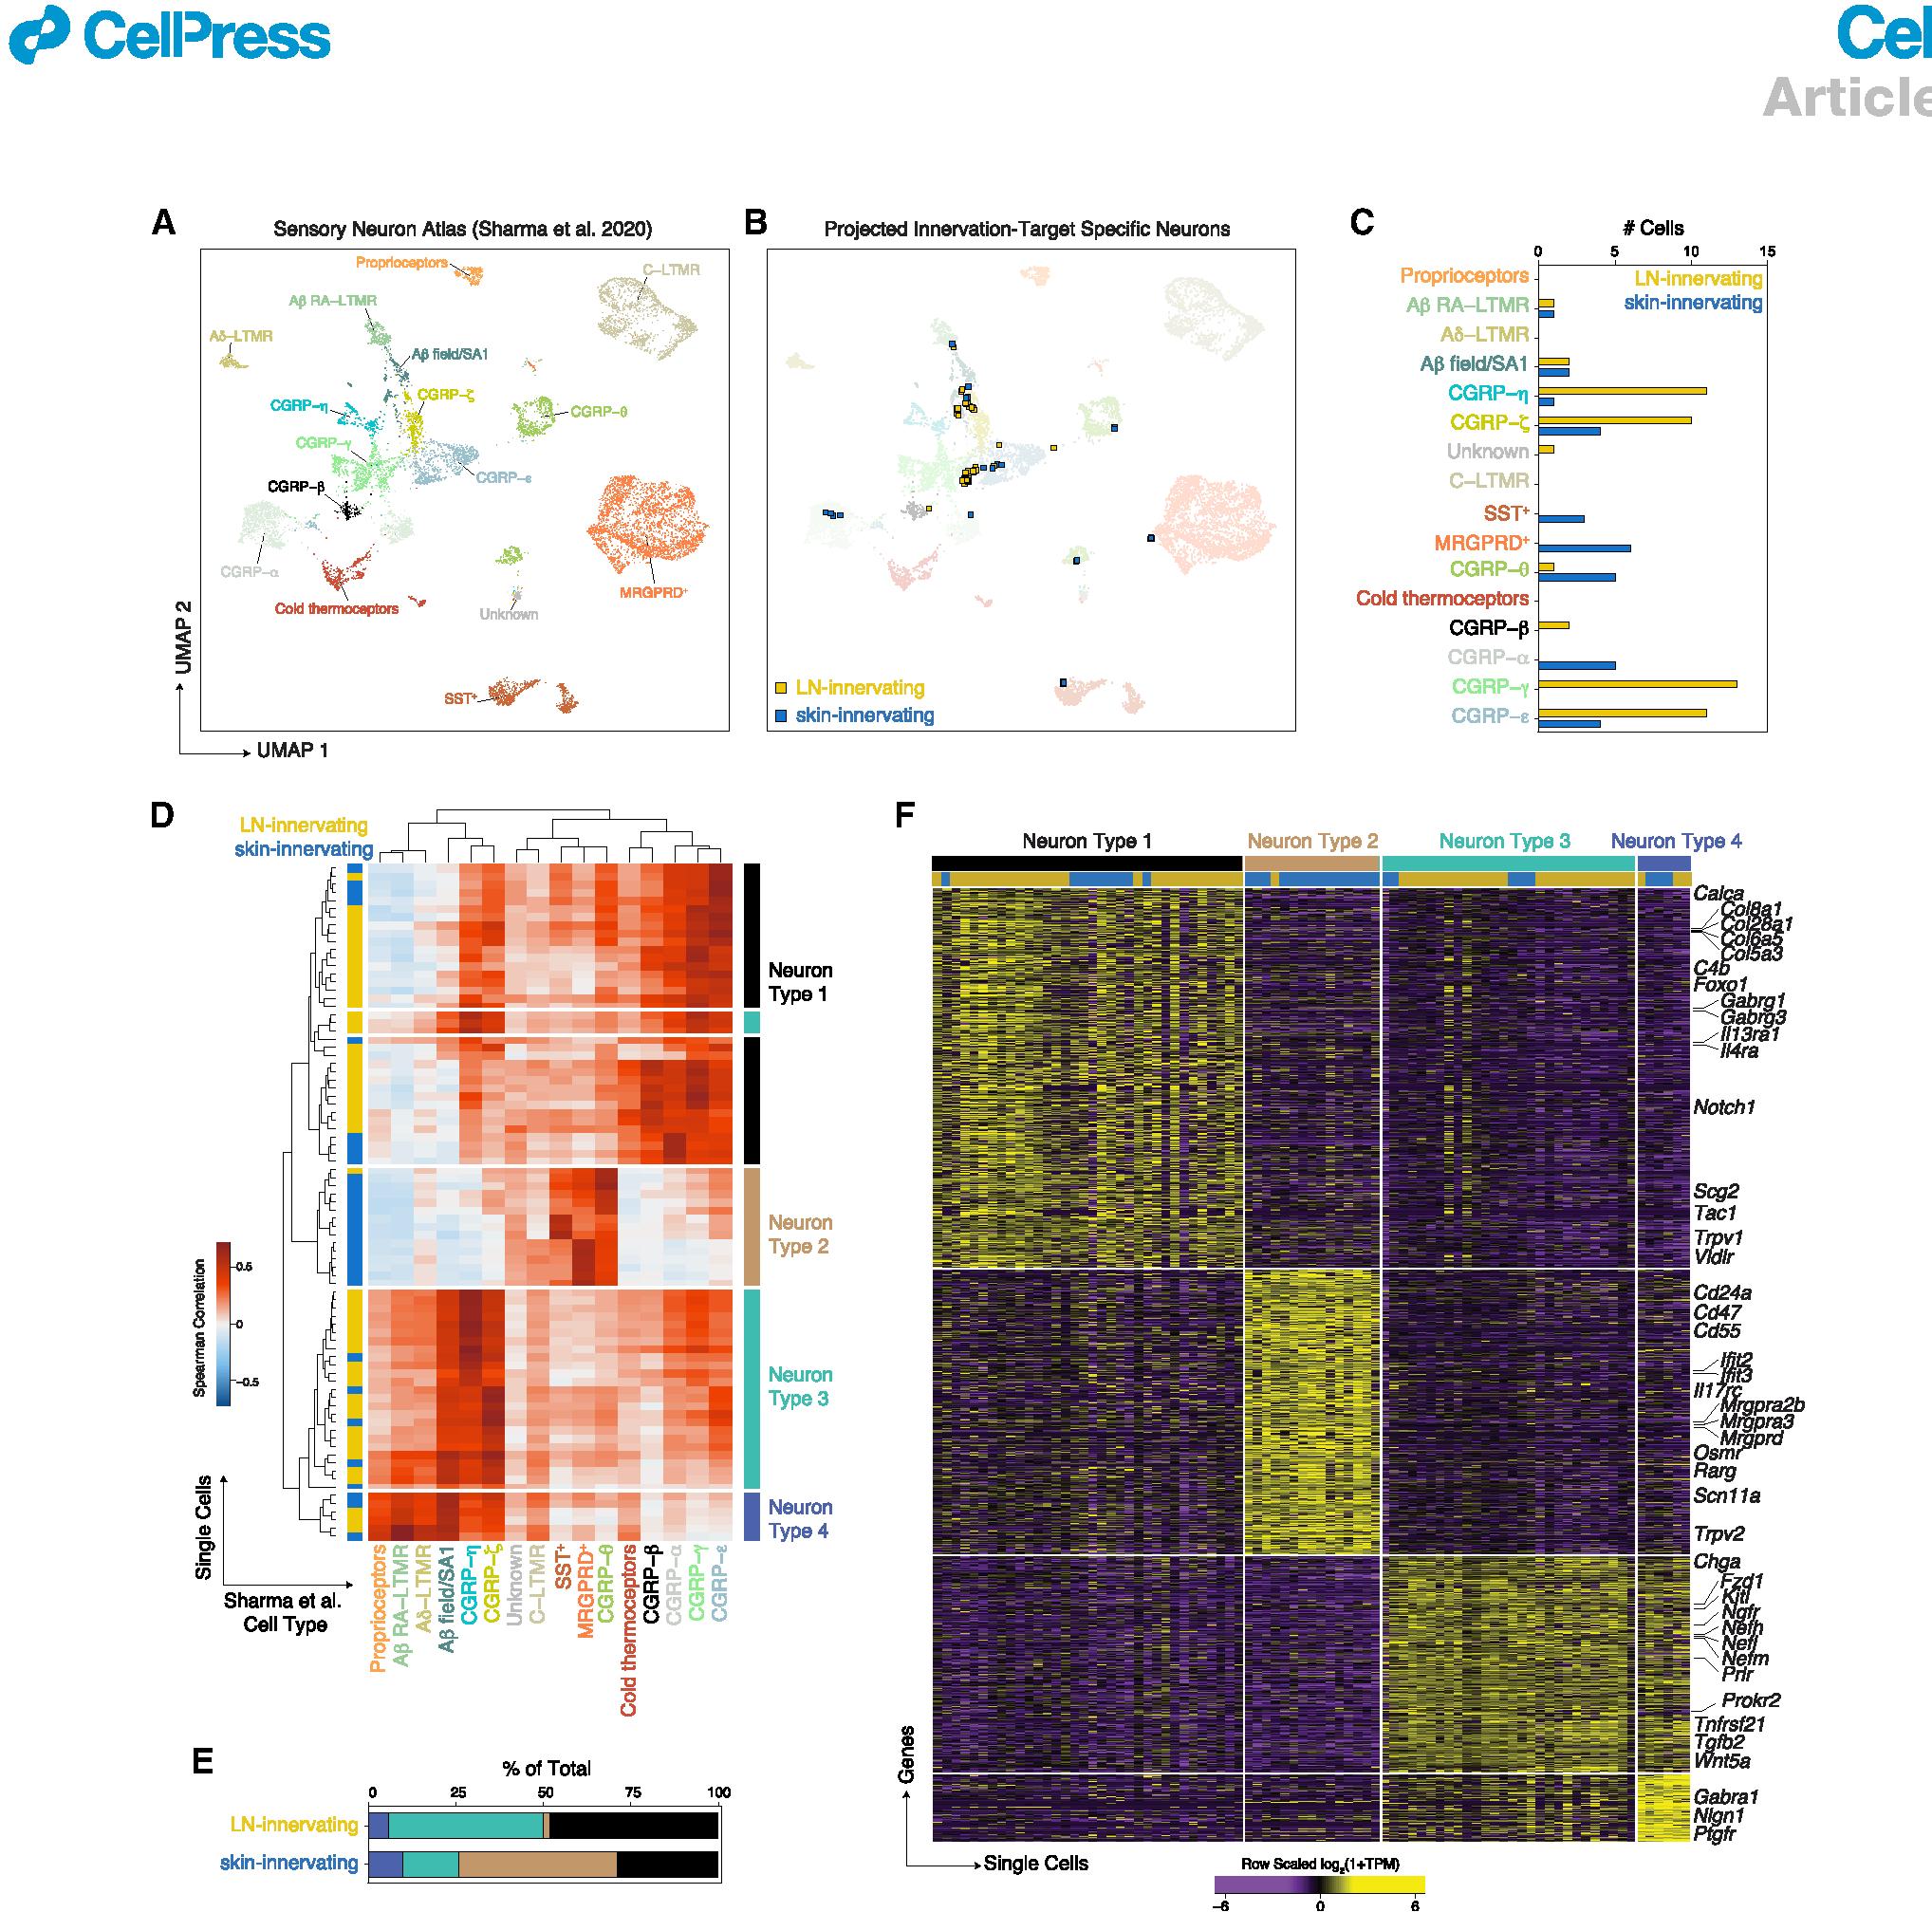 CellPress
Cel
Article
A
Sensory Neuron Atlas (Sharma et al. 2020)
Proprioceptors
C–LTMR
Aβ RA–LTMR
Aδ–LTMR
Aβ field/SA1
CGRP–η
CGRP–ζ
CGRP–θ
CGRP–γ
CGRP–ε
CGRP–β
CGRP–α
MRGPRD+
Cold thermoceptors
Unknown
SST+
UMAP 2
UMAP 1
B
Projected Innervation-Target Specific Neurons
LN-innervating
skin-innervating
C
# Cells
0 5 10 15
LN-innervating
skin-innervating
Proprioceptors
Aβ RA–LTMR
Aδ–LTMR
Aβ field/SA1
CGRP–η
CGRP–ζ
Unknown
C–LTMR
SST+
MRGPRD+
CGRP–θ
Cold thermoceptors
CGRP–β
CGRP–α
CGRP–γ
CGRP–ε
D
LN-innervating
skin-innervating
Neuron
Type 1
Neuron
Type 2
Neuron
Type 3
Neuron
Type 4
Spearman Correlation
0.5
0
–0.5
Single Cells
Sharma et al.
Cell Type
Proprioceptors
Aβ RA–LTMR
Aδ–LTMR
Aβ field/SA1
CGRP–η
CGRP–ζ
Unknown
C–LTMR
SST+
MRGPRD+
CGRP–θ
Cold thermoceptors
CGRP–β
CGRP–α
CGRP–γ
CGRP–ε
E
% of Total
0 25 50 75 100
LN-innervating
skin-innervating
F
Neuron Type 1
Neuron Type 2
Neuron Type 3
Neuron Type 4
Calca
Col8a1
Col28a1
Col6a5
Col5a3
C4b
Foxo1
Gabrg1
Gabrg3
Il13ra1
Il4ra
Notch1
Scg2
Tac1
Trpv1
Vldlr
Cd24a
Cd47
Cd55
Ifit2
Ifit3
Il17rc
Mrgpra2b
Mrgpra3
Mrgprd
Osmr
Rarg
Scn11a
Trpv2
Chga
Fzd1
Kitl
Ngfr
Nefh
Nefl
Nefm
Prlr
Prokr2
Tnfrsf21
Tgfb2
Wnt5a
Gabra1
Nlgn1
Ptgfr
Genes
Single Cells
Row Scaled log2(1+TPM)
–6 0 6